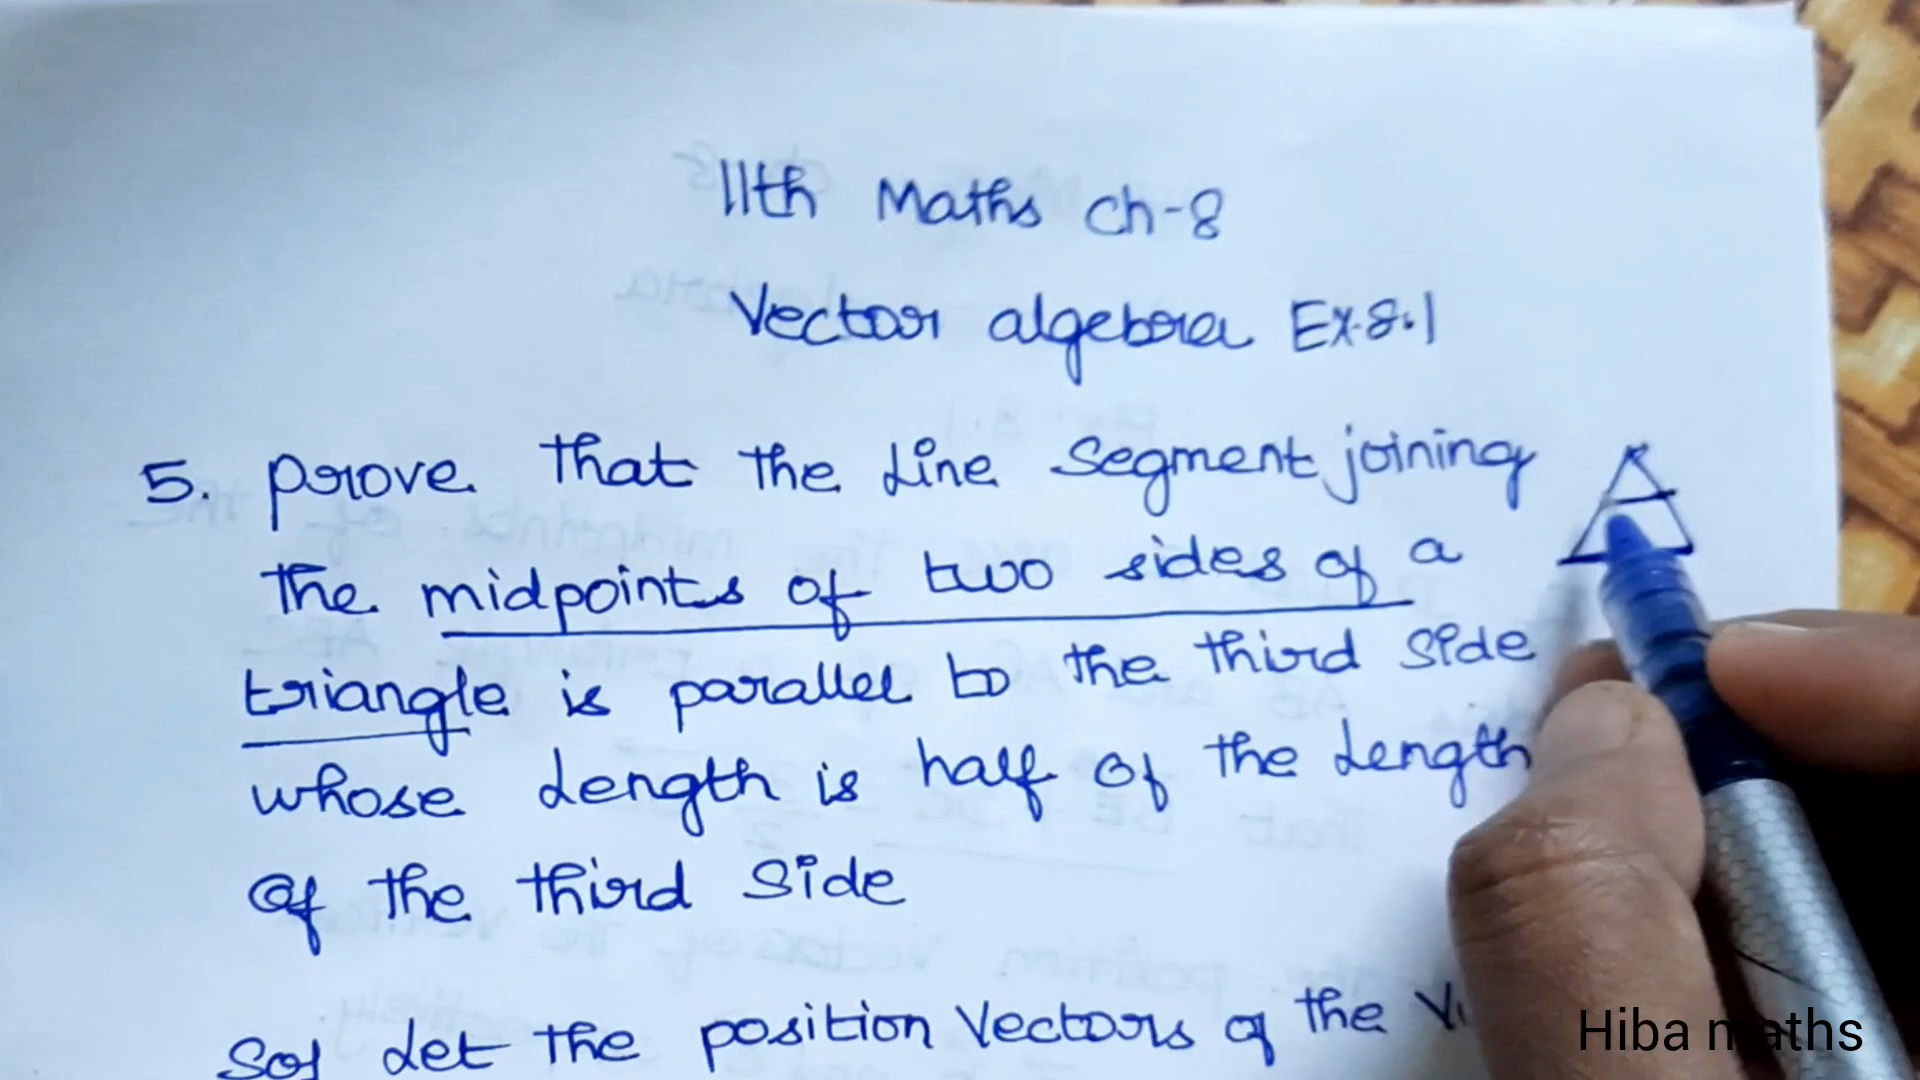 11th Maths Ch-8
Vector algebra Ex.8.1
5. prove that the Line Segment joining
the midpoints of two sides of a
triangle is parallel to the third side
whose Length is half of the Length
of the third side
Sol Let the position Vectors of the
Hiba maths